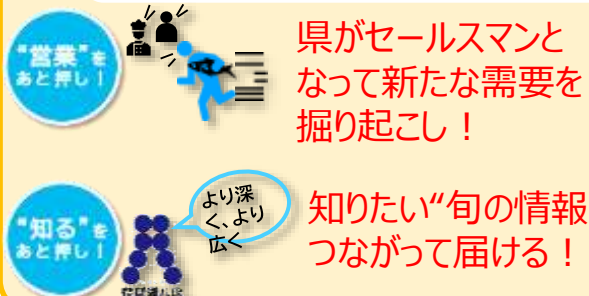 “営業”を
あと押し！
県がセールスマンと
なって新たな需要を
掘り起こし！
“知る”を
あと押し！
より深
く、より
広く
知りたい“旬の情報
つながって届ける！